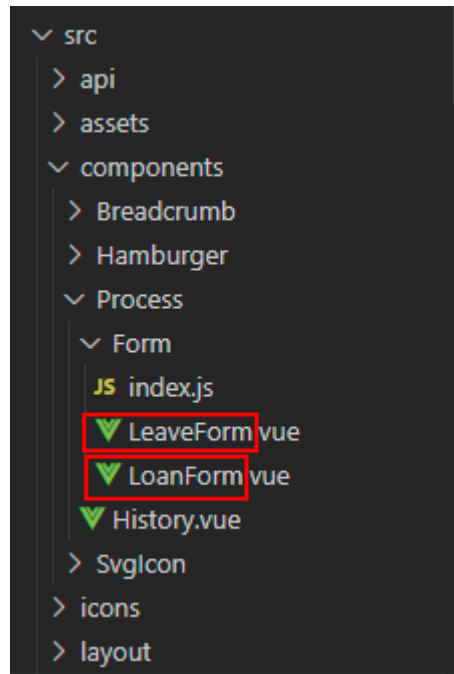 src
api
assets
components
Breadcrumb
Hamburger
Process
Form
JS index.js
LeaveForm.vue
LoanForm.vue
History.vue
SvgIcon
icons
layout